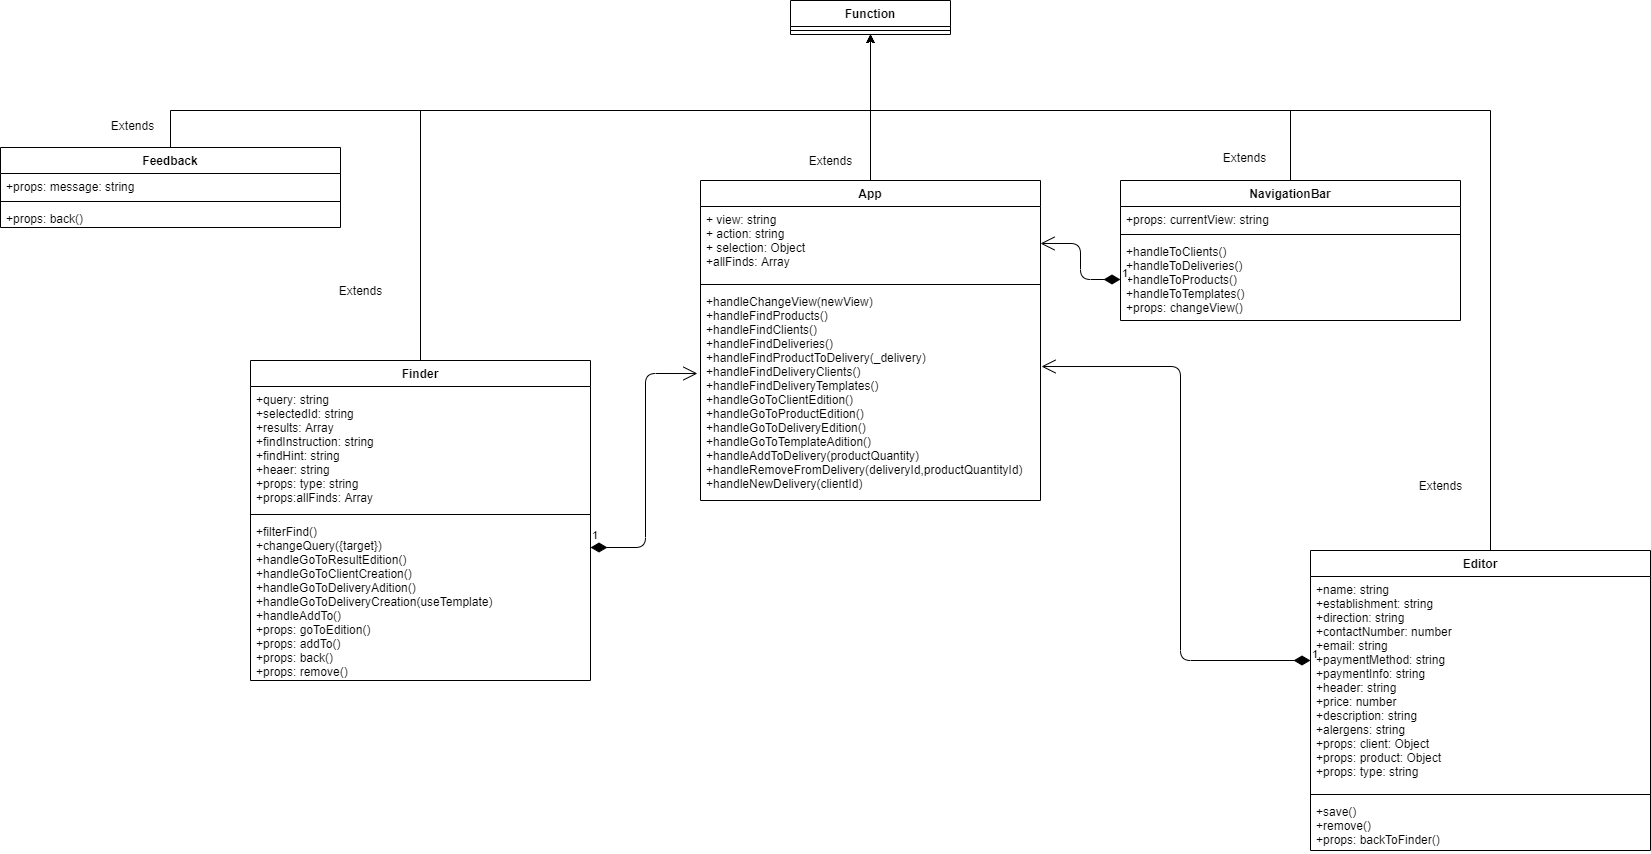 Function
Extends
Feedback
+props: message: string
+props: back()
Extends
Finder
+query: string
+selectedId: string
+results: Array
+findInstruction: string
+findHint: string
+heaer: string
+props: type: string
+props:allFinds: Array
+filterFind()
+changeQuery({target})
+handleGoToResultEdition()
+handleGoToClientCreation()
+handleGoToDeliveryAdition()
+handleGoToDeliveryCreation(useTemplate)
+handleAddTo()
+props: goToEdition()
+props: addTo()
+props: back()
+props: remove()
1
Extends
App
+ view: string
+ action: string
+ selection: Object
+allFinds: Array
+handleChangeView(newView)
+handleFindProducts()
+handleFindClients()
+handleFindDeliveries()
+handleFindProductToDelivery(_delivery)
+handleFindDeliveryClients()
+handleFindDeliveryTemplates()
+handleGoToClientEdition()
+handleGoToProductEdition()
+handleGoToDeliveryEdition()
+handleGoToTemplateAdition()
+handleAddToDelivery(productQuantity)
+handleRemoveFromDelivery(deliveryId,productQuantityId)
+handleNewDelivery(clientId)
Extends
NavigationBar
+props: currentView: string
+handleToClients()
+handleToDeliveries()
+handleToProducts()
+handleToTemplates()
+props: changeView()
1
Extends
Editor
+name: string
+establishment: string
+direction: string
+contactNumber: number
+email: string
+paymentMethod: string
+paymentInfo: string
+header: string
+price: number
+description: string
+alergens: string
+props: client: Object
+props: product: Object
+props: type: string
+save()
+remove()
+props: backToFinder()
1